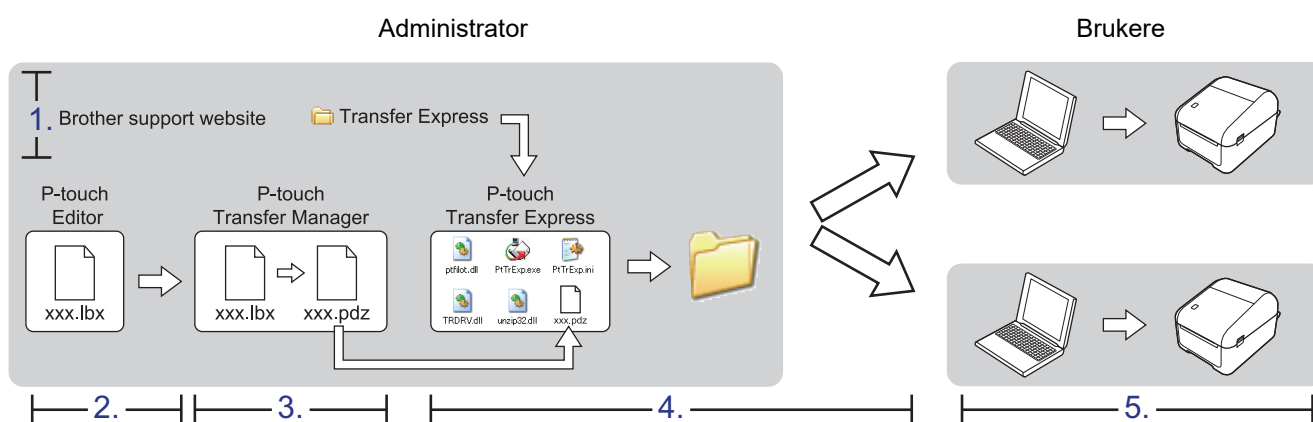 Administrator
Brukere
1. Brother support website
Transfer Express
P-touch
Editor
xxx.lbx
P-touch
Transfer Manager
xxx.lbx
xxx.pdz
P-touch
Transfer Express
ptfilot.dll
PtTrExp.exe
PtTrExp.ini
TRDRV.dll
unzip32.dll
xxx.pdz
2.
3.
4.
5.